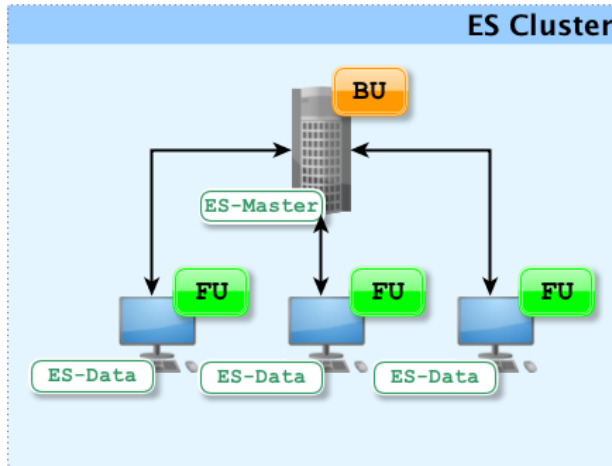 ES Cluster
BU
ES-Master
FU
FU
FU
ES-Data
ES-Data
ES-Data